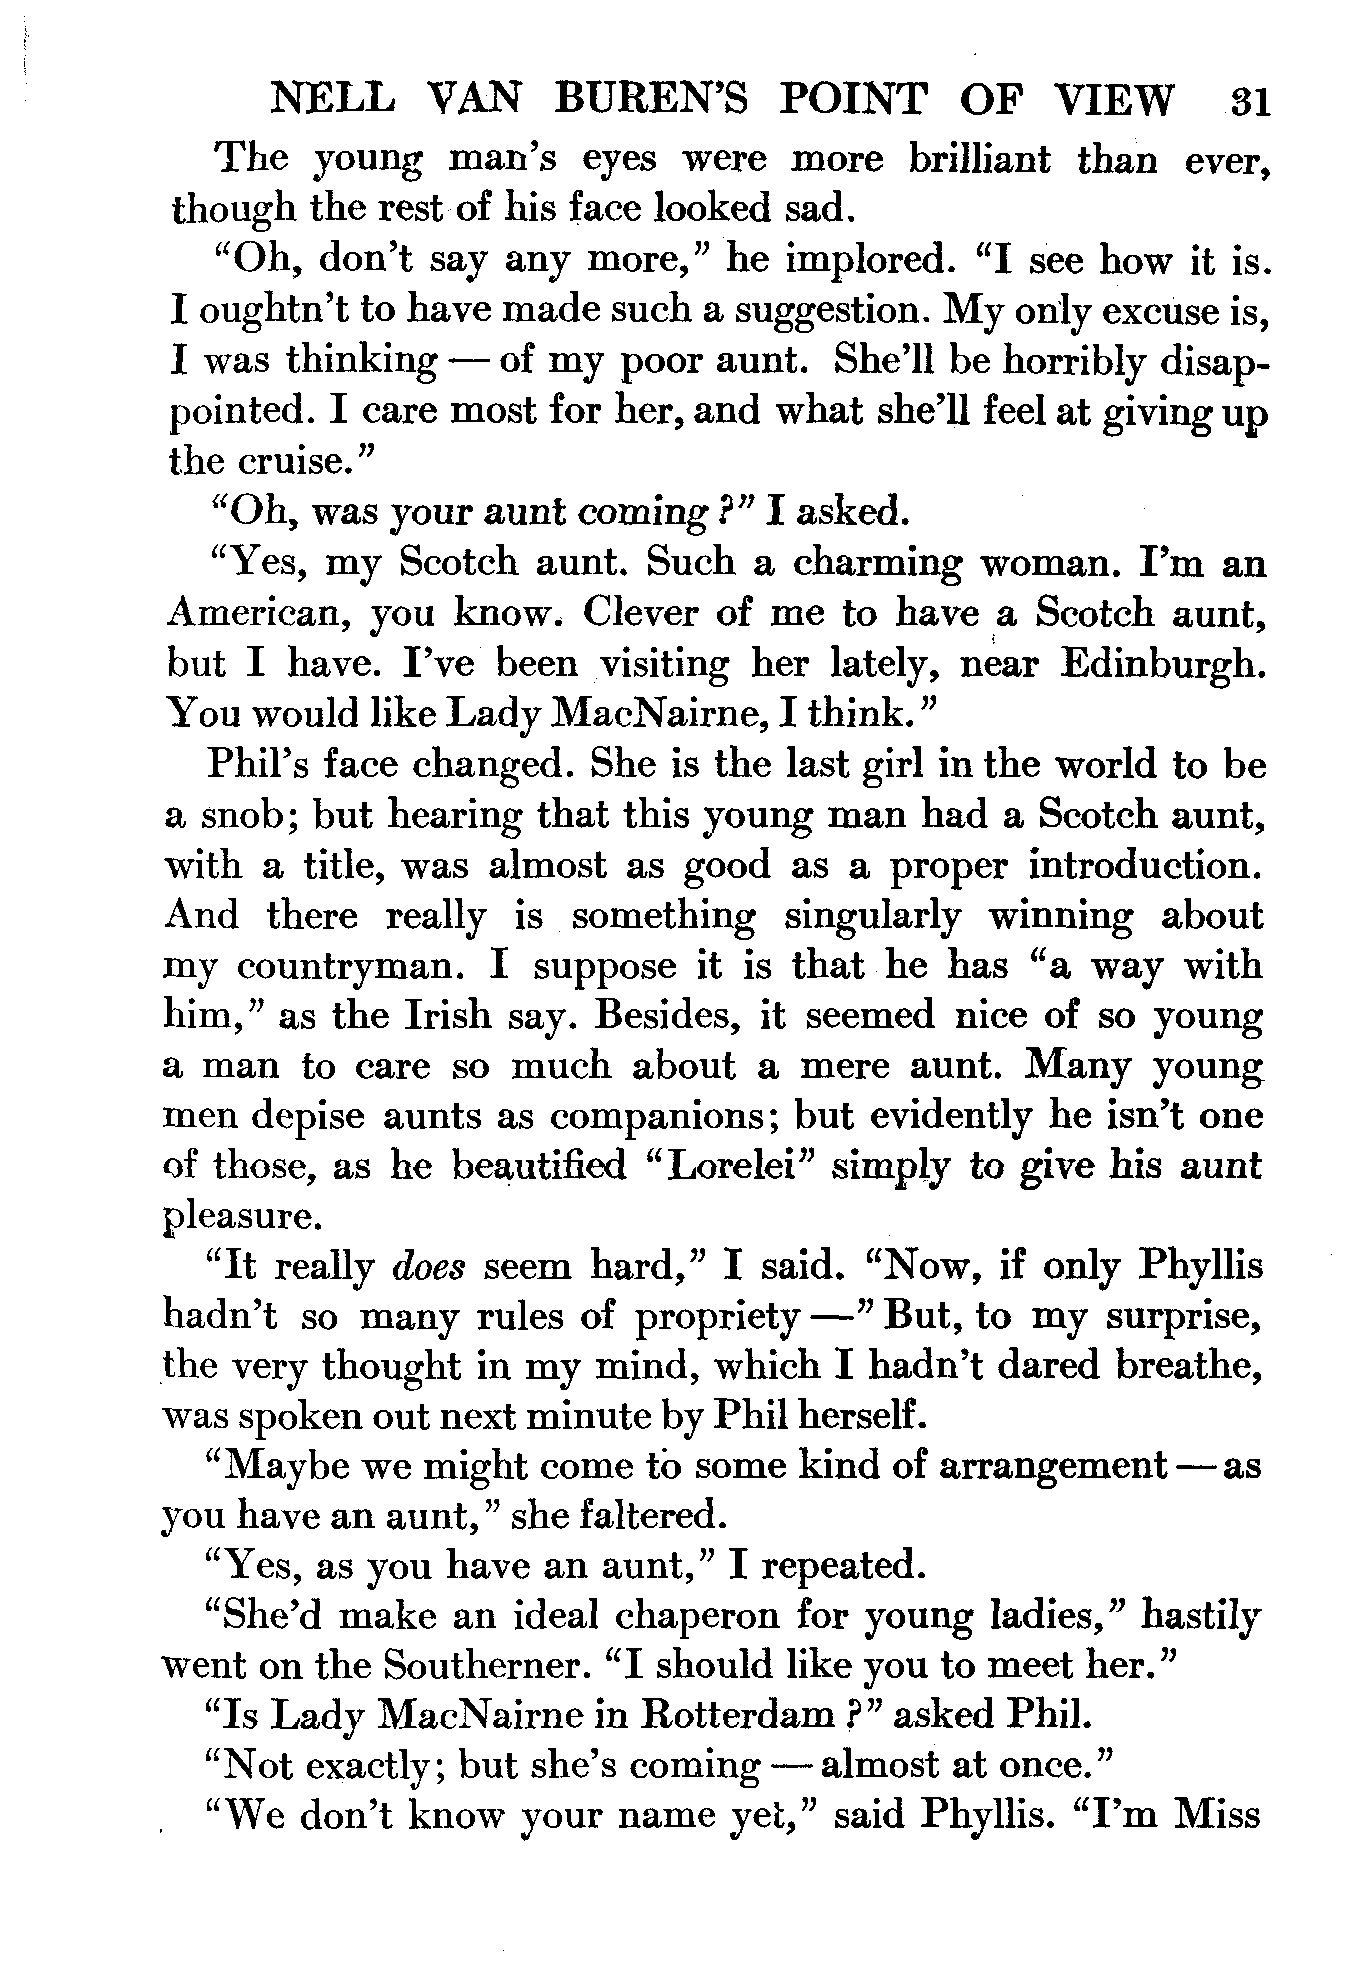 NELL VAN BUREN'S POINT OF VIEW 31
The young man's eyes were more brilliant than ever,
though the rest of his face looked sad.
"Oh, don't say any more," he implored. "I see how it is.
I oughtn't to have made such a suggestion. My only excuse is,
I was thinking — of my poor aunt. She'll be horribly disap-
pointed. I care most for her, and what she'll feel at giving up
the cruise."
"Oh, was your aunt coming?" I asked.
"Yes, my Scotch aunt. Such a charming woman. I'm an
American, you know. Clever of me to have a Scotch aunt,
but I have. I've been visiting her lately, near Edinburgh.
You would like Lady MacNairne, I think."
Phil's face changed. She is the last girl in the world to be
a snob; but hearing that this young man had a Scotch aunt,
with a title, was almost as good as a proper introduction.
And there really is something singularly winning about
my countryman. I suppose it is that he has "a way with
him," as the Irish say. Besides, it seemed nice of so young
a man to care so much about a mere aunt. Many young
men depise aunts as companions; but evidently he isn't one
of those, as he beautified "Lorelei" simply to give his aunt
pleasure.
"It really does seem hard," I said. "Now, if only Phyllis
hadn't so many rules of propriety —" But, to my surprise,
the very thought in my mind, which I hadn't dared breathe,
was spoken out next minute by Phil herself.
"Maybe we might come to some kind of arrangement — as
you have an aunt," she faltered.
"Yes, as you have an aunt," I repeated.
"She'd make an ideal chaperon for young ladies," hastily
went on the Southerner. "I should like you to meet her."
"Is Lady MacNairne in Rotterdam?" asked Phil.
"Not exactly; but she's coming — almost at once."
"We don't know your name yet," said Phyllis. "I'm Miss